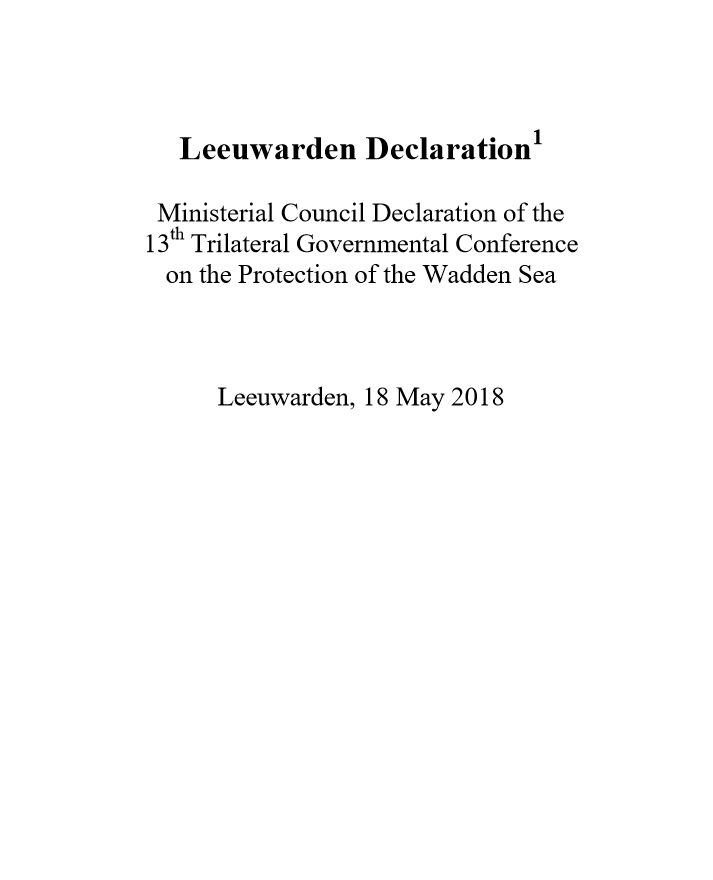 Leeuwarden Declaration¹
Ministerial Council Declaration of the
13th Trilateral Governmental Conference
on the Protection of the Wadden Sea
Leeuwarden, 18 May 2018